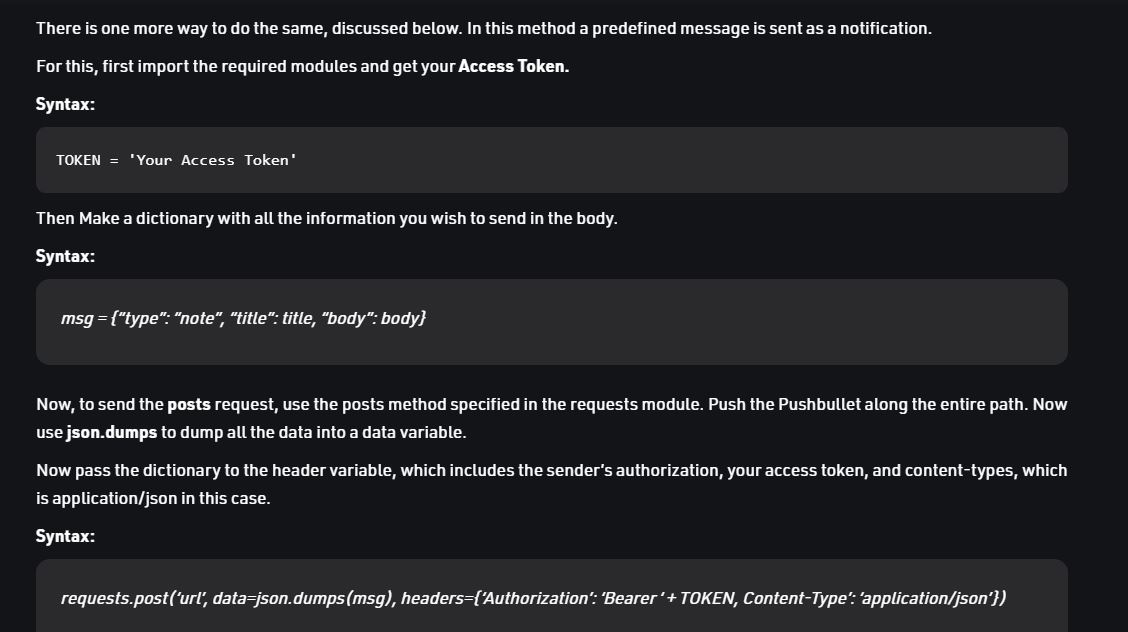 There is one more way to do the same, discussed below. In this method a predefined message is sent as a notification.
For this, first import the required modules and get your Access Token.
Syntax:
TOKEN = 'Your Access Token'
Then Make a dictionary with all the information you wish to send in the body.
Syntax:
msg = {“type”: “note”, “title”: title, “body”: body}
Now, to send the posts request, use the posts method specified in the requests module. Push the Pushbullet along the entire path. Now
use json.dumps to dump all the data into a data variable.
Now pass the dictionary to the header variable, which includes the sender’s authorization, your access token, and content-types, which
is application/json in this case.
Syntax:
requests.post(‘url’, data=json.dumps(msg), headers={‘Authorization’: ‘Bearer ’ + TOKEN, Content-Type’: ‘application/json’})